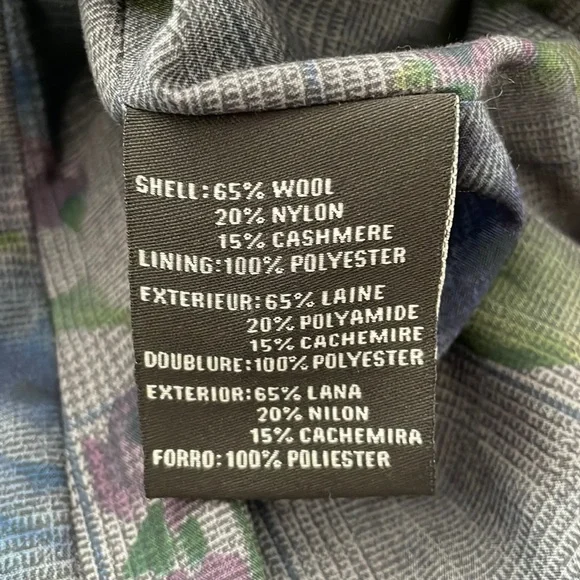 SHELL: 65% WOOL
20% NYLON
15% CASHMERE
LINING: 100% POLYESTER
EXTERIEUR: 65% LAINE
20% POLYAMIDE
15% CACHEMIRE
DOUBLURE: 100% POLYESTER
EXTERIOR: 65% LANA
20% NILON
15% CACHEMIRA
FORRO: 100% POLIESTER